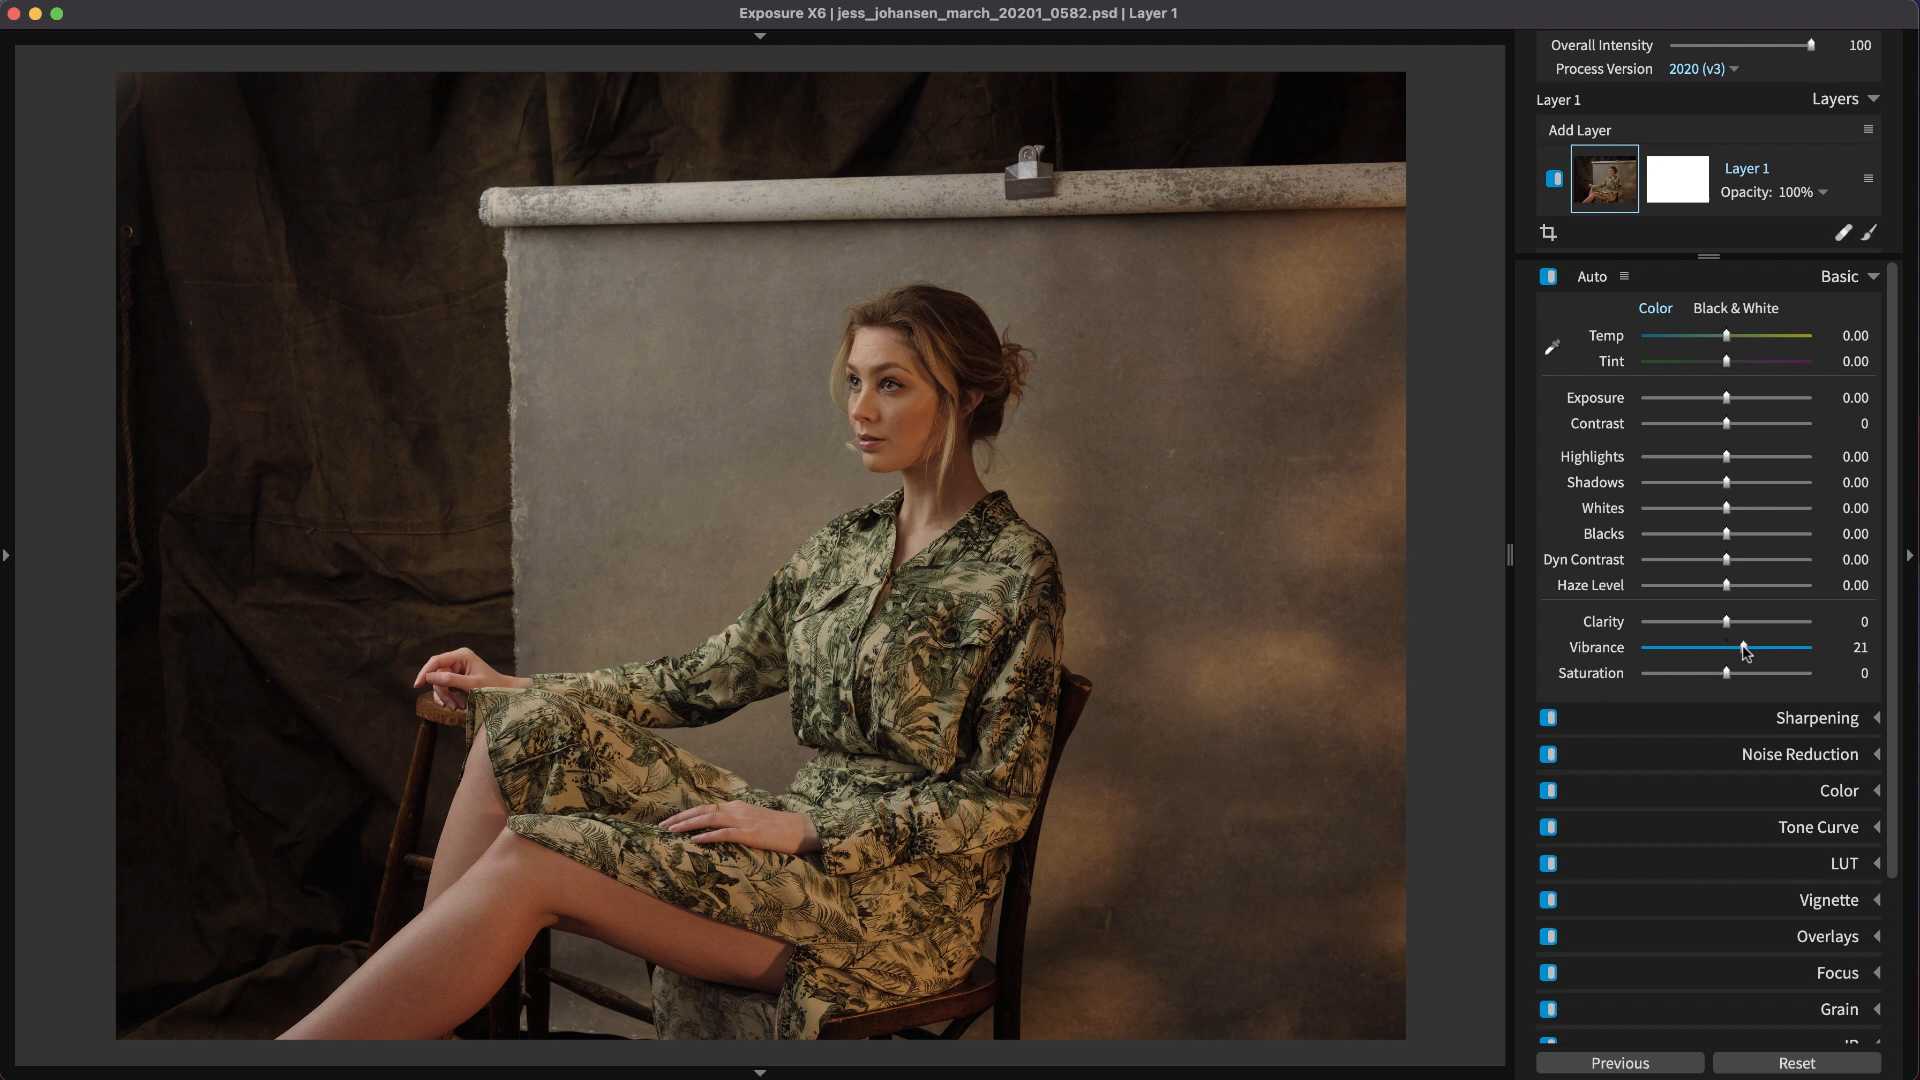 Exposure X6 | jess_johansen_march_20201_0582.psd | Layer 1
Overall Intensity 100
Process Version 2020 (v3)
Layer 1 Layers
Add Layer
Layer 1
Opacity: 100%
Auto Basic
Color Black & White
Temp 0.00
Tint 0.00
Exposure 0.00
Contrast 0
Highlights 0.00
Shadows 0.00
Whites 0.00
Blacks 0.00
Dyn Contrast 0.00
Haze Level 0.00
Clarity 0
Vibrance 21
Saturation 0
Sharpening
Noise Reduction
Color
Tone Curve
LUT
Vignette
Overlays
Focus
Grain
Previous Reset